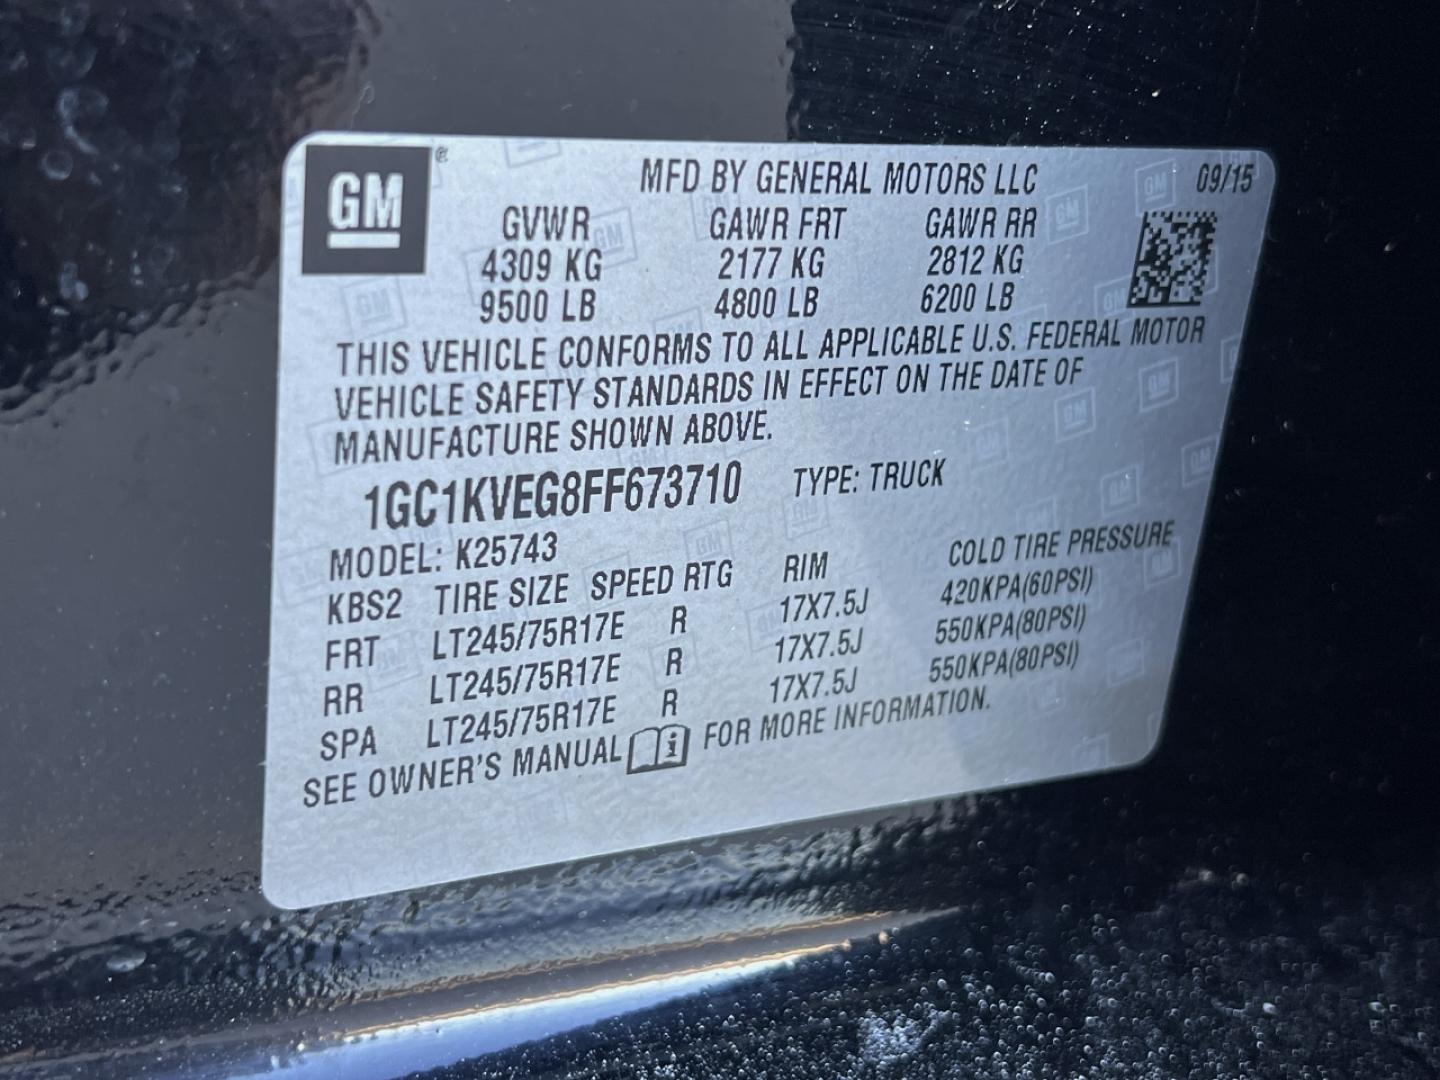 GM
MFD BY GENERAL MOTORS LLC 09/15
GVWR GAWR FRT GAWR RR
4309 KG 2177 KG 2812 KG
9500 LB 4800 LB 6200 LB
THIS VEHICLE CONFORMS TO ALL APPLICABLE U.S. FEDERAL MOTOR
VEHICLE SAFETY STANDARDS IN EFFECT ON THE DATE OF
MANUFACTURE SHOWN ABOVE.
1GC1KVEG8FF673710 TYPE: TRUCK
MODEL: K25743
KBS2 TIRE SIZE SPEED RTG RIM COLD TIRE PRESSURE
FRT LT245/75R17E R 17X7.5J 420KPA(60PSI)
RR LT245/75R17E R 17X7.5J 550KPA(80PSI)
SPA LT245/75R17E R 17X7.5J 550KPA(80PSI)
SEE OWNER'S MANUAL FOR MORE INFORMATION.